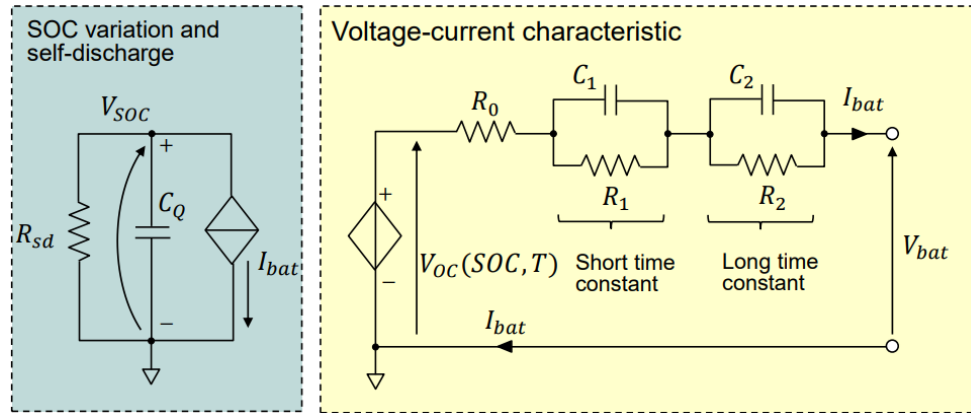 SOC variation and
self-discharge
V_SOC
+
R_sd
C_Q
I_bat
−
Voltage-current characteristic
C_1
C_2
R_0
I_bat
R_1
R_2
+
−
V_OC(SOC, T)
Short time
constant
Long time
constant
V_bat
I_bat